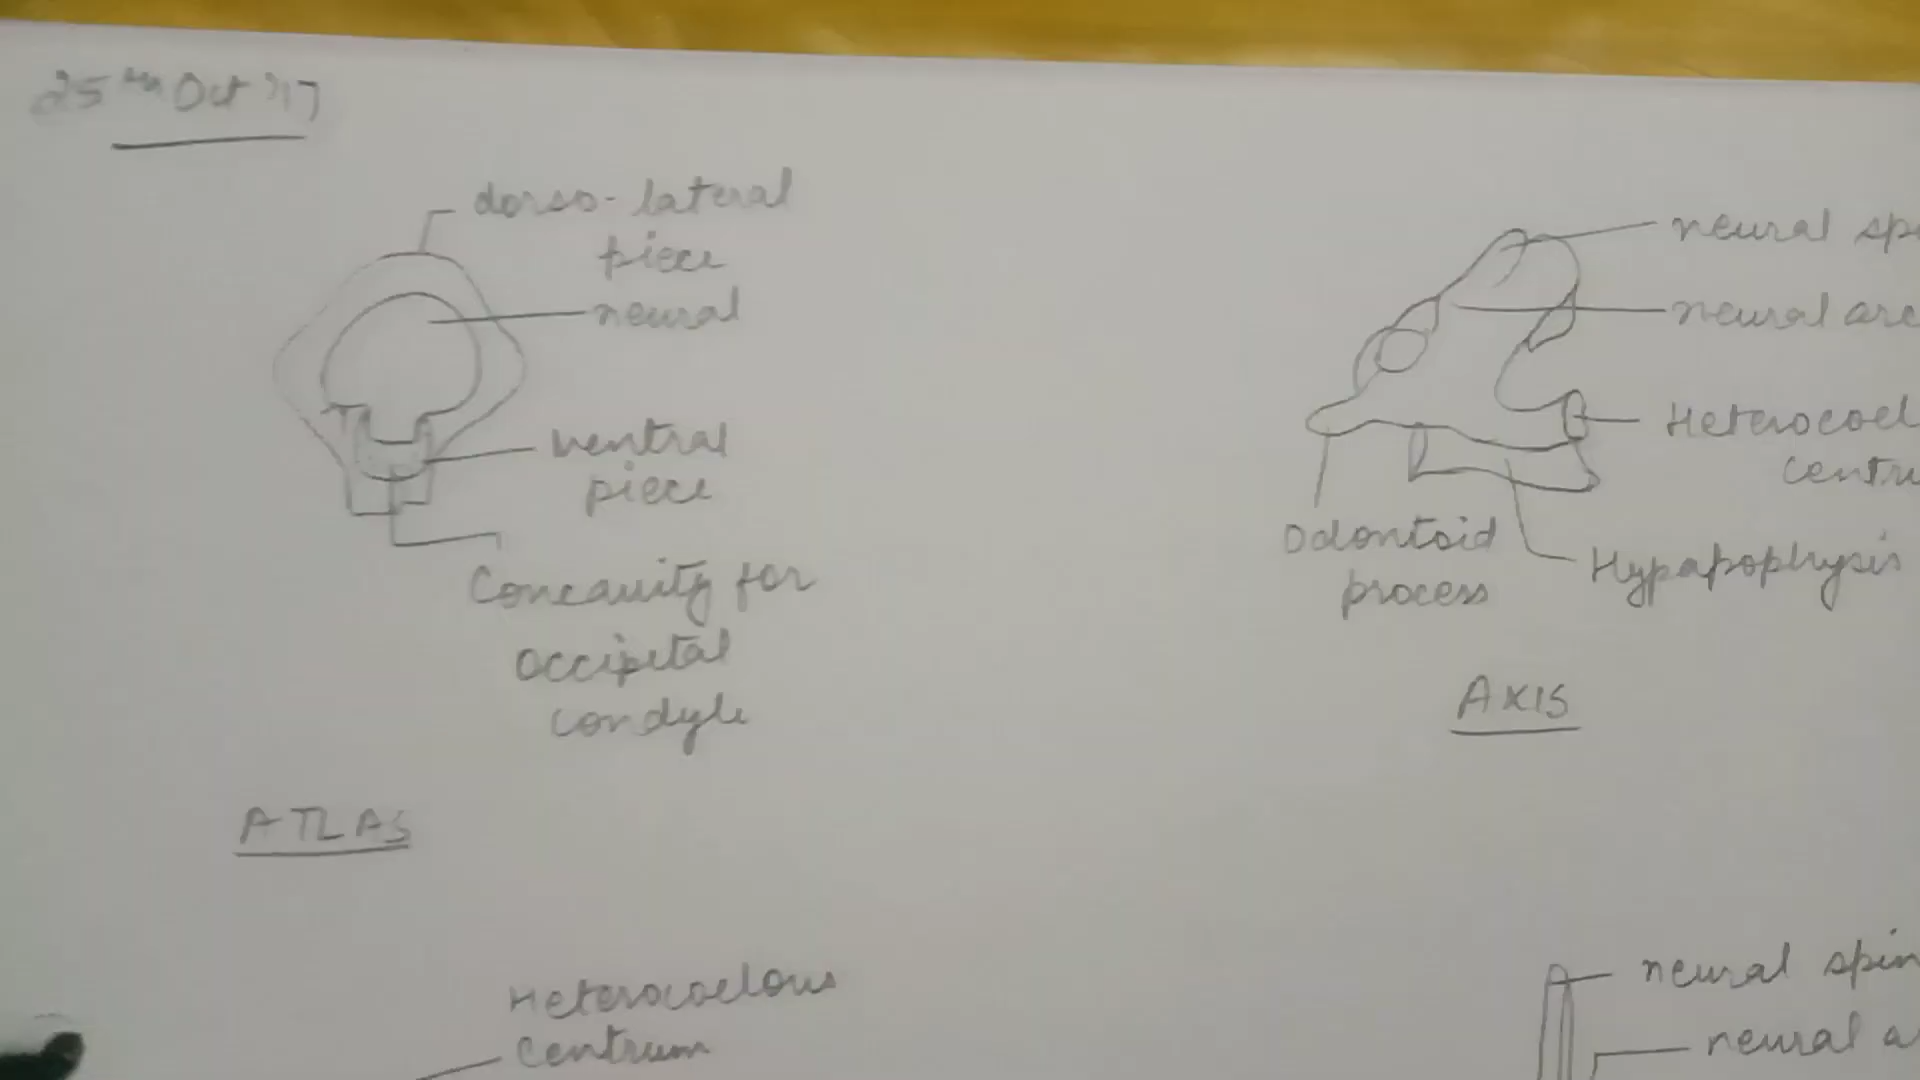 25th Oct '17
dorso-lateral
piece
neural
ventral
piece
Concavity for
occipital
condyle
ATLAS
neural
neural
Heterocoel
centru
Odontoid
process
Hypapophysis
AXIS
Heterocoelous
centrum
neural spin
neural a